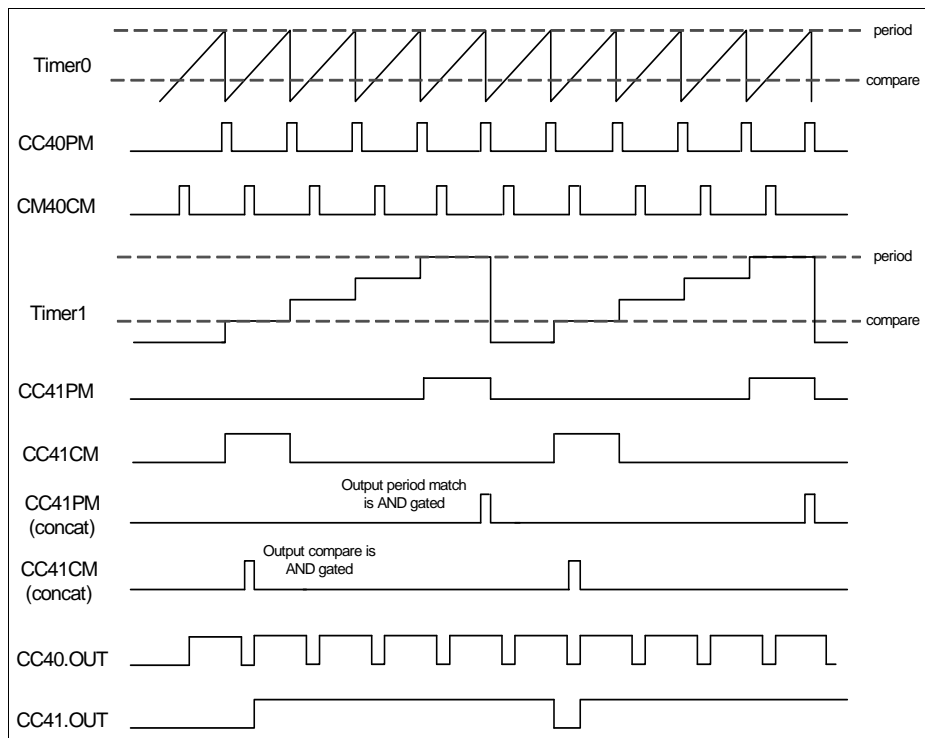 period
Timer0
compare
CC40PM
CM40CM
period
Timer1
compare
CC41PM
CC41CM
Output period match
is AND gated
CC41PM
(concat)
Output compare is
AND gated
CC41CM
(concat)
CC40.OUT
CC41.OUT